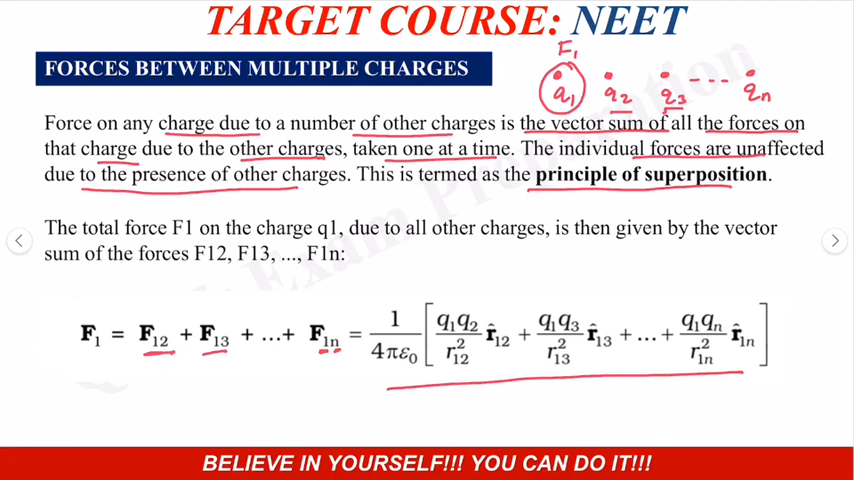 TARGET COURSE: NEET
FORCES BETWEEN MULTIPLE CHARGES
F₁
q₁ q₂ q₃ --- qₙ
Force on any charge due to a number of other charges is the vector sum of all the forces on
that charge due to the other charges, taken one at a time. The individual forces are unaffected
due to the presence of other charges. This is termed as the principle of superposition.
The total force F1 on the charge q1, due to all other charges, is then given by the vector
sum of the forces F12, F13, ..., F1n:
F₁ = F₁₂ + F₁₃ + ...+ F₁ₙ = 1/4πε₀ [ q₁q₂/r₁₂² r̂₁₂ + q₁q₃/r₁₃² r̂₁₃ + ... + q₁qₙ/r₁ₙ² r̂₁ₙ ]
BELIEVE IN YOURSELF!!! YOU CAN DO IT!!!